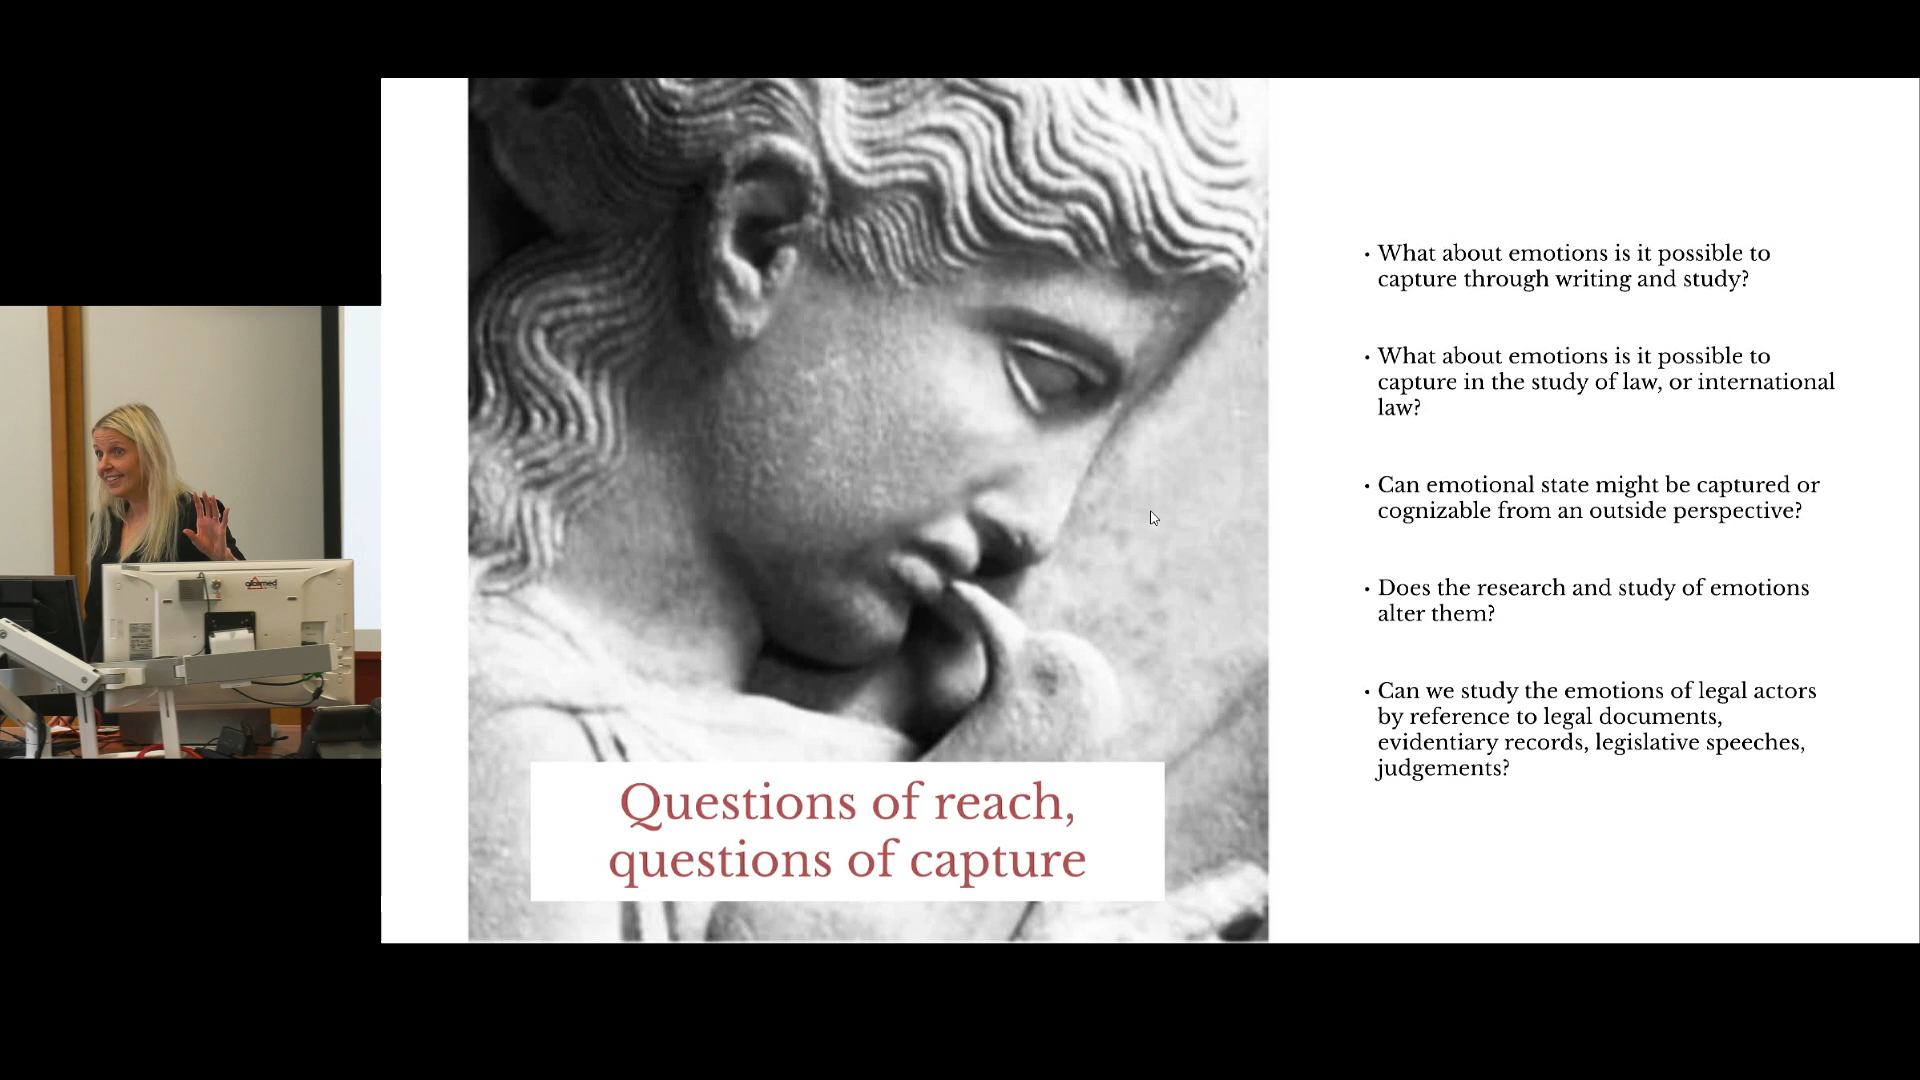 Questions of reach,
questions of capture
• What about emotions is it possible to
capture through writing and study?
• What about emotions is it possible to
capture in the study of law, or international
law?
• Can emotional state might be captured or
cognizable from an outside perspective?
• Does the research and study of emotions
alter them?
• Can we study the emotions of legal actors
by reference to legal documents,
evidentiary records, legislative speeches,
judgements?